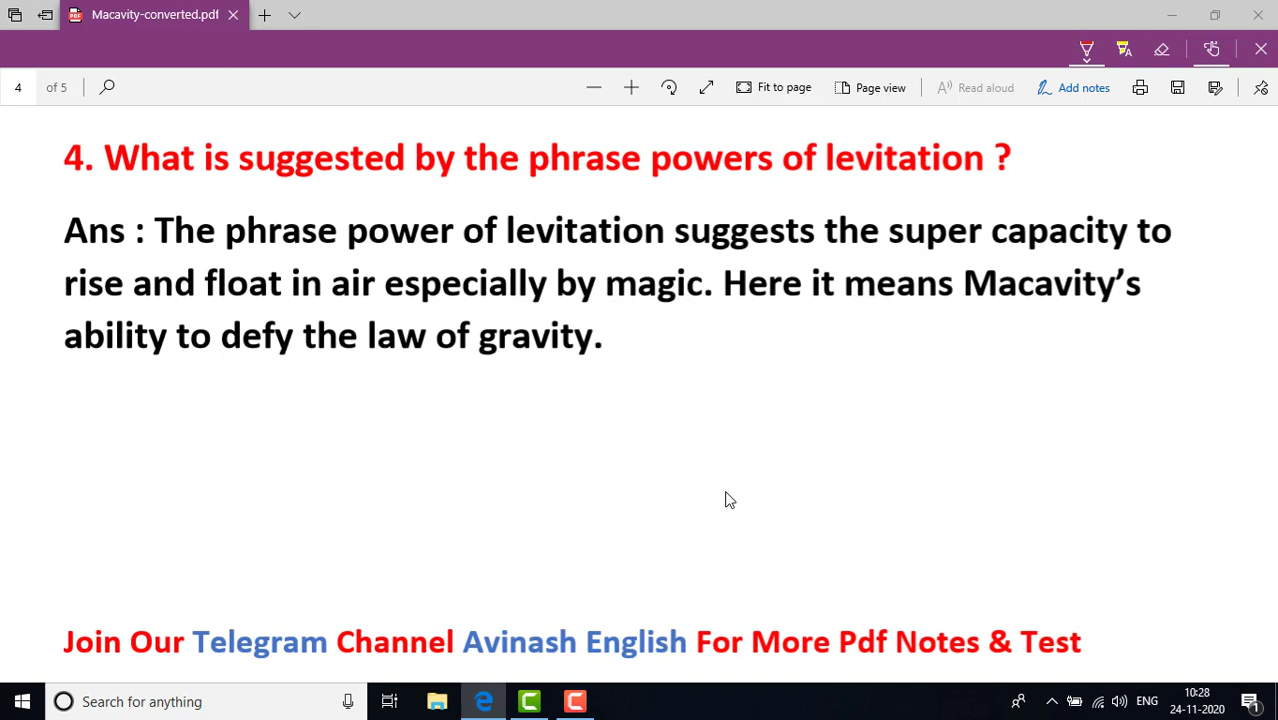 Macavity-converted.pdf
4 of 5 Fit to page Page view Read aloud Add notes
4. What is suggested by the phrase powers of levitation ?
Ans : The phrase power of levitation suggests the super capacity to
rise and float in air especially by magic. Here it means Macavity’s
ability to defy the law of gravity.
Join Our Telegram Channel Avinash English For More Pdf Notes & Test
Search for anything
ENG
10:28
24-11-2020
1